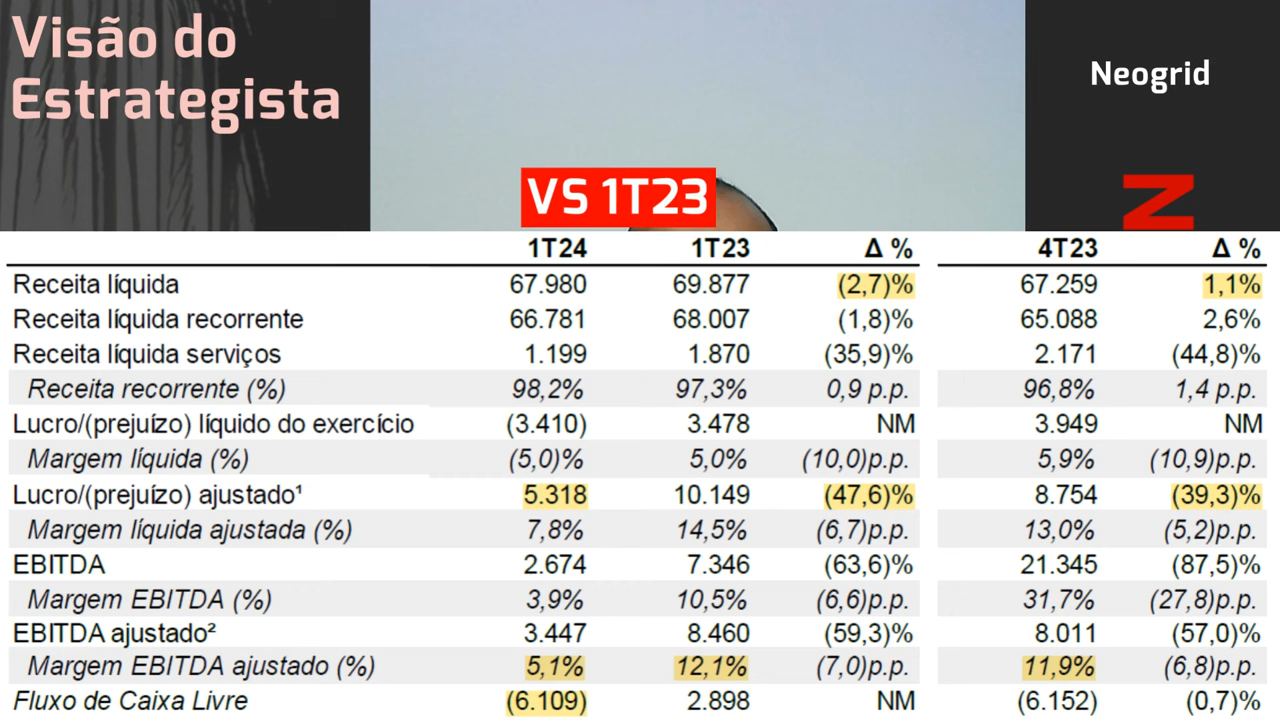 Visão do
Estrategista
Neogrid
VS 1T23
1T24 1T23 Δ % 4T23 Δ %
Receita líquida 67.980 69.877 (2,7)% 67.259 1,1%
Receita líquida recorrente 66.781 68.007 (1,8)% 65.088 2,6%
Receita líquida serviços 1.199 1.870 (35,9)% 2.171 (44,8)%
Receita recorrente (%) 98,2% 97,3% 0,9 p.p. 96,8% 1,4 p.p.
Lucro/(prejuízo) líquido do exercício (3.410) 3.478 NM 3.949 NM
Margem líquida (%) (5,0)% 5,0% (10,0)p.p. 5,9% (10,9)p.p.
Lucro/(prejuízo) ajustado¹ 5.318 10.149 (47,6)% 8.754 (39,3)%
Margem líquida ajustada (%) 7,8% 14,5% (6,7)p.p. 13,0% (5,2)p.p.
EBITDA 2.674 7.346 (63,6)% 21.345 (87,5)%
Margem EBITDA (%) 3,9% 10,5% (6,6)p.p. 31,7% (27,8)p.p.
EBITDA ajustado² 3.447 8.460 (59,3)% 8.011 (57,0)%
Margem EBITDA ajustado (%) 5,1% 12,1% (7,0)p.p. 11,9% (6,8)p.p.
Fluxo de Caixa Livre (6.109) 2.898 NM (6.152) (0,7)%